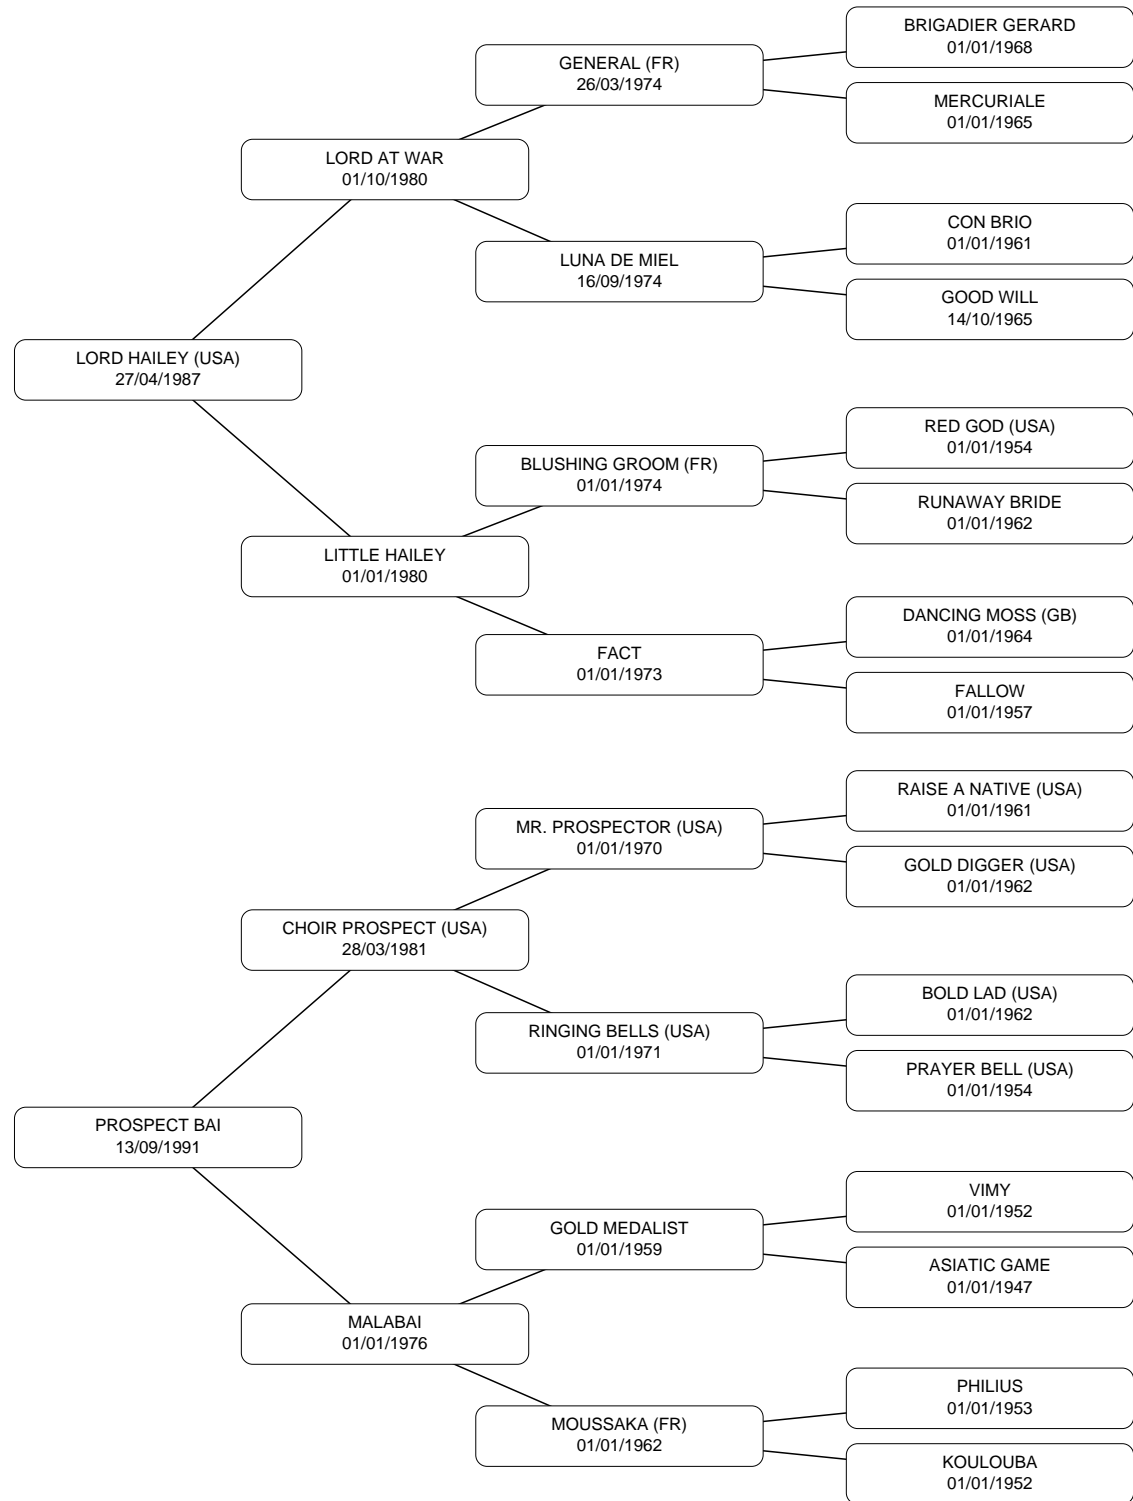 BRIGADIER GERARD
01/01/1968
GENERAL (FR)
26/03/1974
MERCURIALE
01/01/1965
LORD AT WAR
01/10/1980
CON BRIO
01/01/1961
LUNA DE MIEL
16/09/1974
GOOD WILL
14/10/1965
LORD HAILEY (USA)
27/04/1987
RED GOD (USA)
01/01/1954
BLUSHING GROOM (FR)
01/01/1974
RUNAWAY BRIDE
01/01/1962
LITTLE HAILEY
01/01/1980
DANCING MOSS (GB)
01/01/1964
FACT
01/01/1973
FALLOW
01/01/1957
RAISE A NATIVE (USA)
01/01/1961
MR. PROSPECTOR (USA)
01/01/1970
GOLD DIGGER (USA)
01/01/1962
CHOIR PROSPECT (USA)
28/03/1981
BOLD LAD (USA)
01/01/1962
RINGING BELLS (USA)
01/01/1971
PRAYER BELL (USA)
01/01/1954
PROSPECT BAI
13/09/1991
VIMY
01/01/1952
GOLD MEDALIST
01/01/1959
ASIATIC GAME
01/01/1947
MALABAI
01/01/1976
PHILIUS
01/01/1953
MOUSSAKA (FR)
01/01/1962
KOULOUBA
01/01/1952